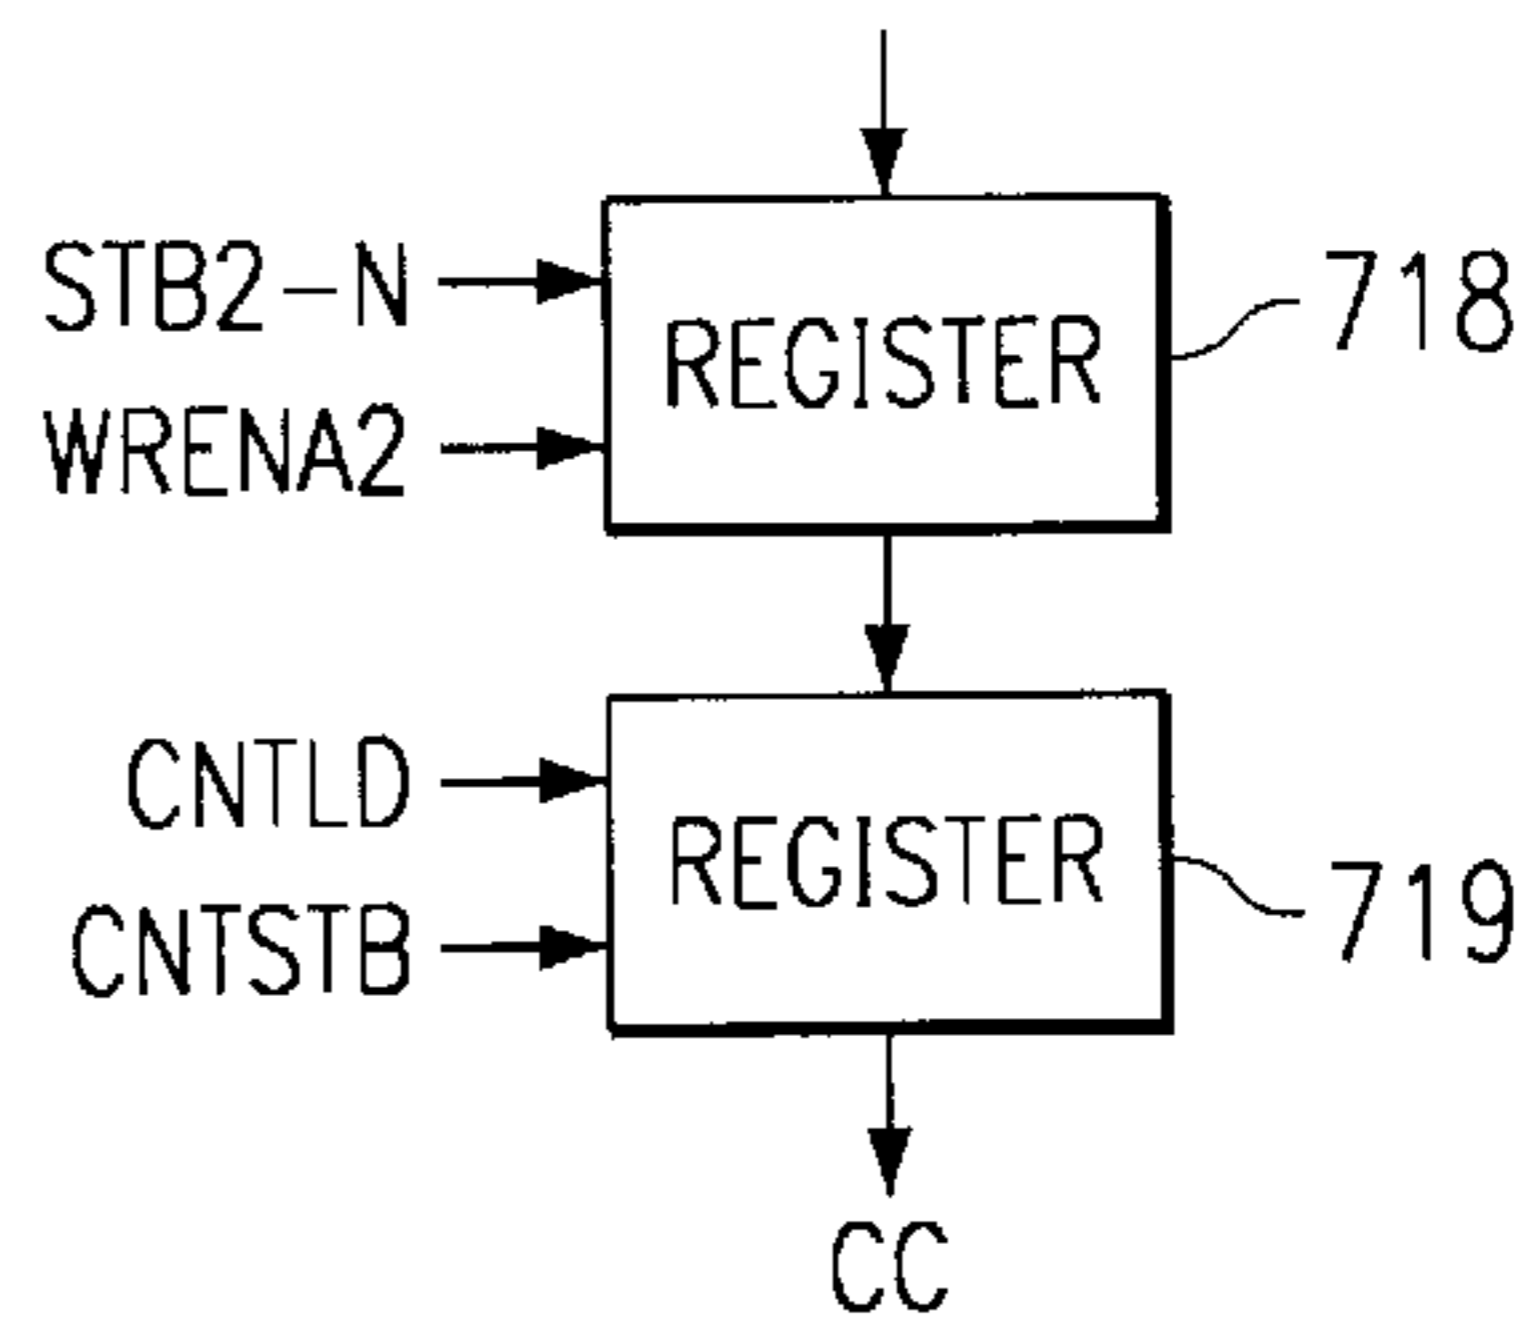 STB2-N
REGISTER
718
WRENA2
CNTLD
REGISTER
719
CNTSTB
CC